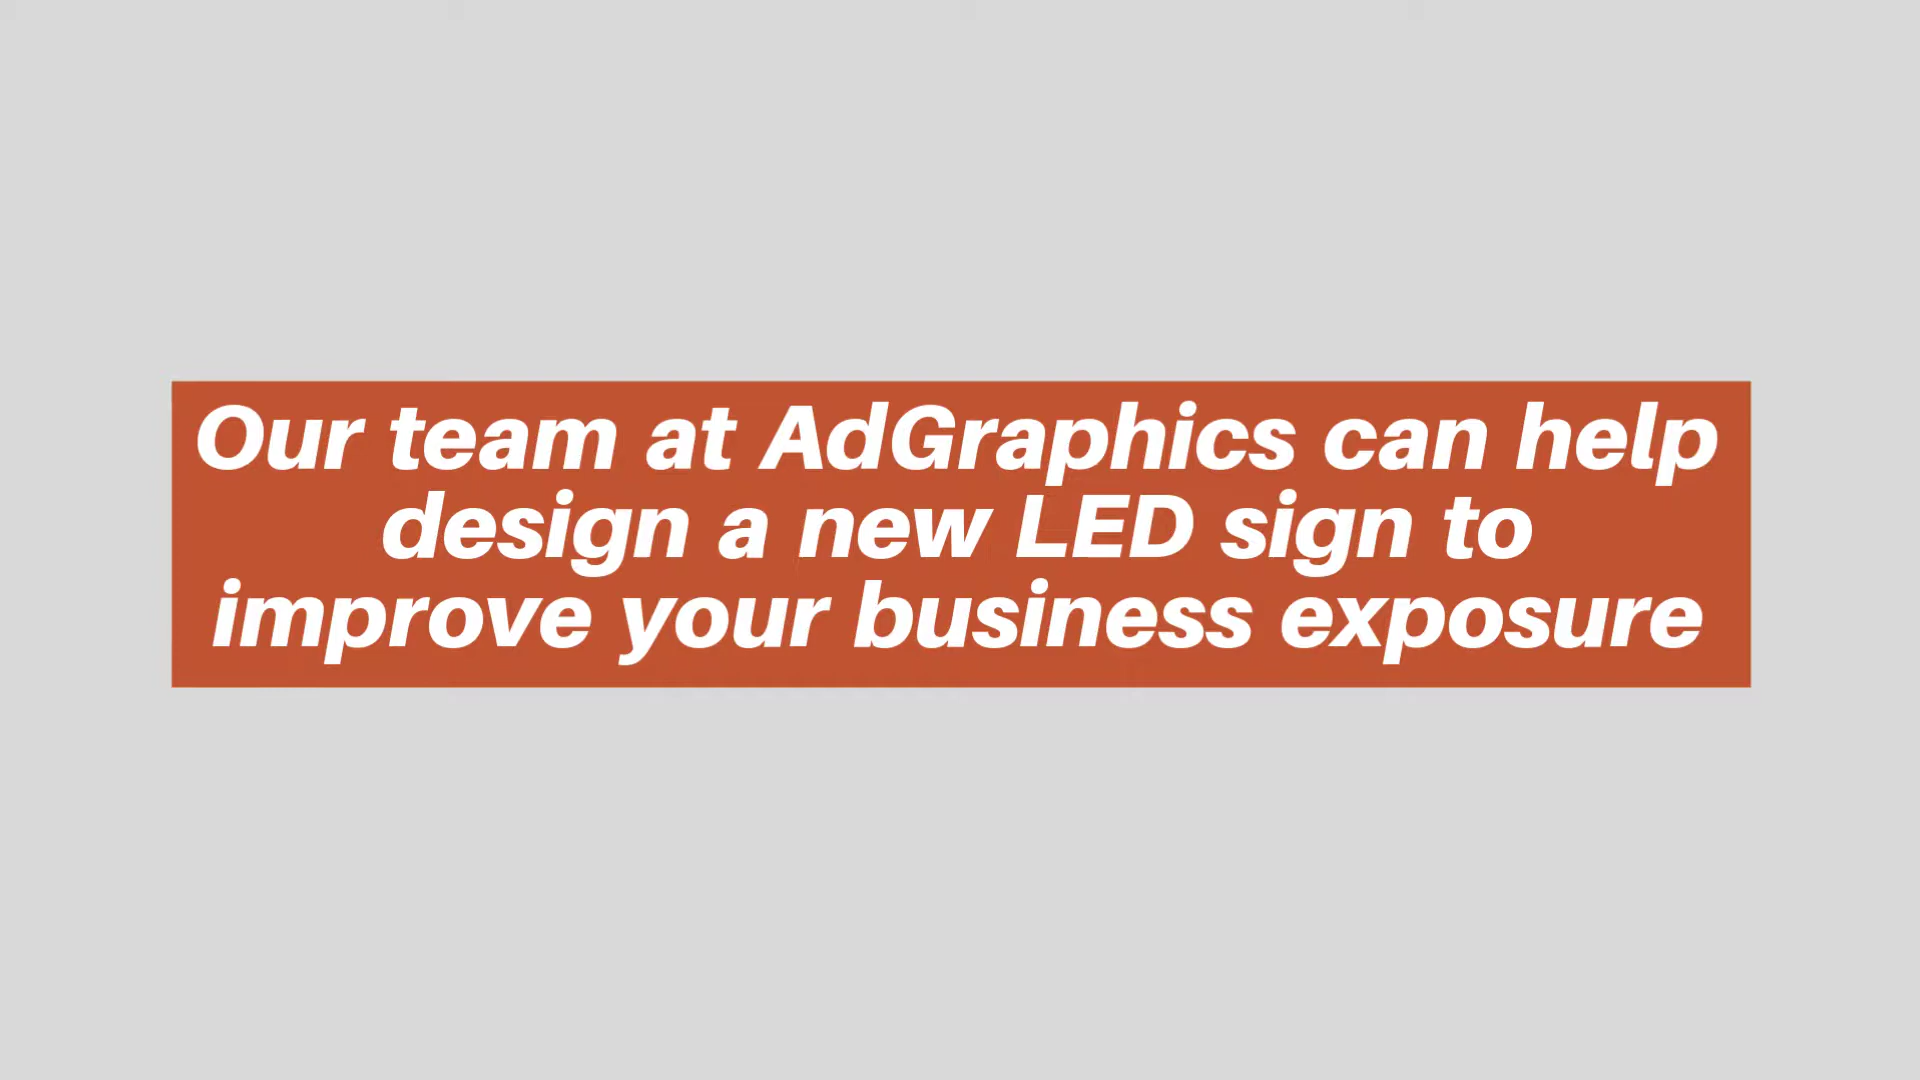 Our team at AdGraphics can help
design a new LED sign to
improve your business exposure